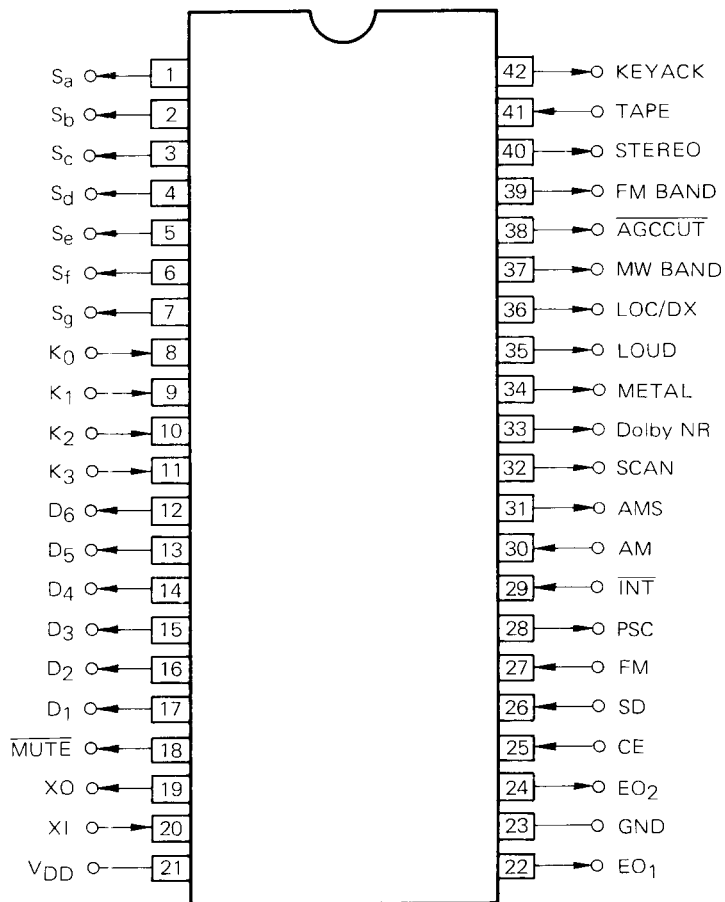 Sa 1 42 KEYACK
Sb 2 41 TAPE
Sc 3 40 STEREO
Sd 4 39 FM BAND
Se 5 38 AGCCUT
Sf 6 37 MW BAND
Sg 7 36 LOC/DX
K0 8 35 LOUD
K1 9 34 METAL
K2 10 33 Dolby NR
K3 11 32 SCAN
D6 12 31 AMS
D5 13 30 AM
D4 14 29 INT
D3 15 28 PSC
D2 16 27 FM
D1 17 26 SD
MUTE 18 25 CE
XO 19 24 EO2
XI 20 23 GND
VDD 21 22 EO1